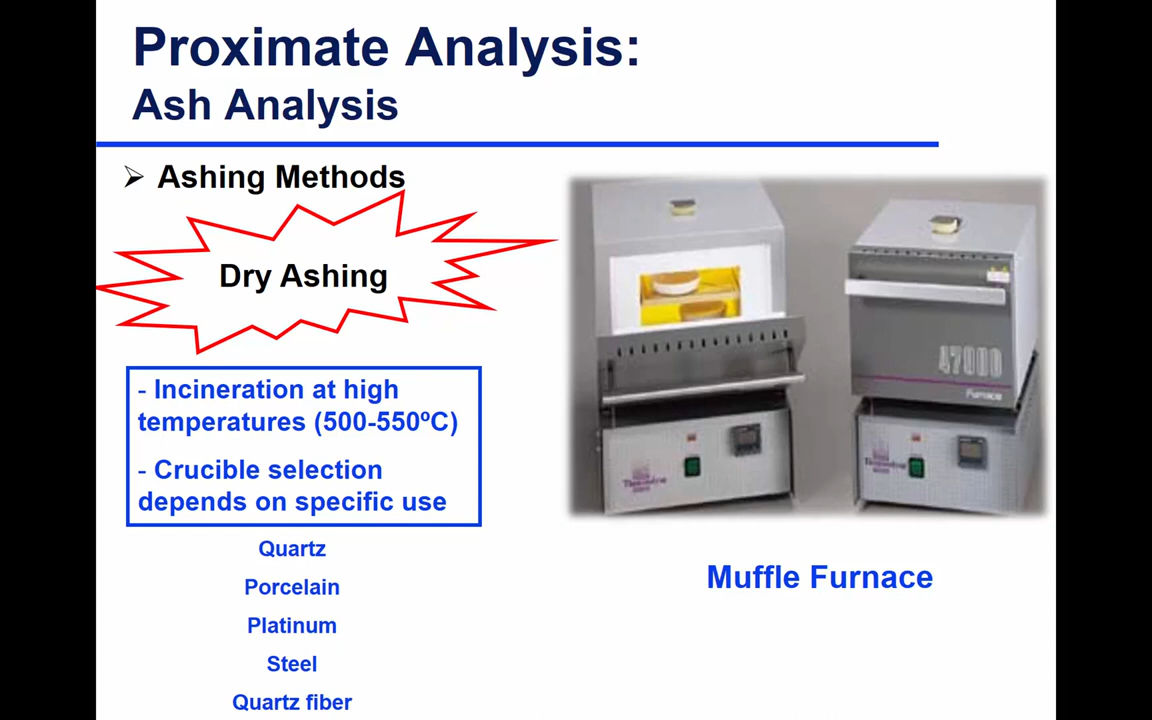 Proximate Analysis:
Ash Analysis
Ashing Methods
Dry Ashing
- Incineration at high
temperatures (500-550ºC)
- Crucible selection
depends on specific use
Quartz
Porcelain
Platinum
Steel
Quartz fiber
47000
Furnace
Muffle Furnace